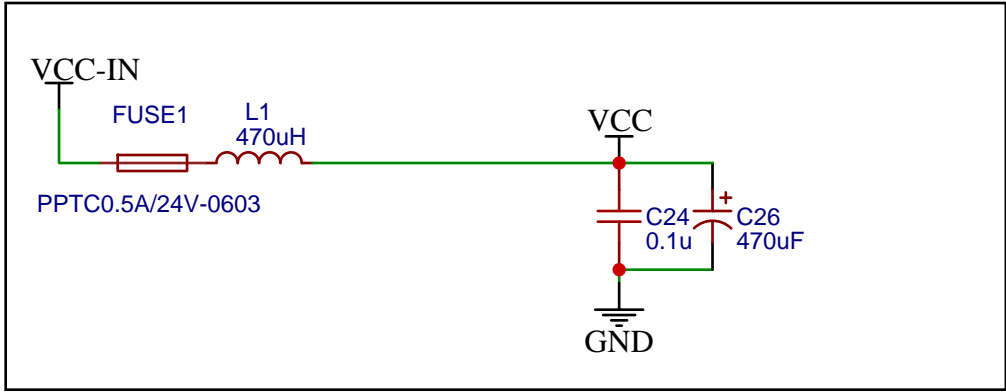 VCC-IN
FUSE1
L1
470uH
VCC
PPTC0.5A/24V-0603
+
C24
0.1u
C26
470uF
GND